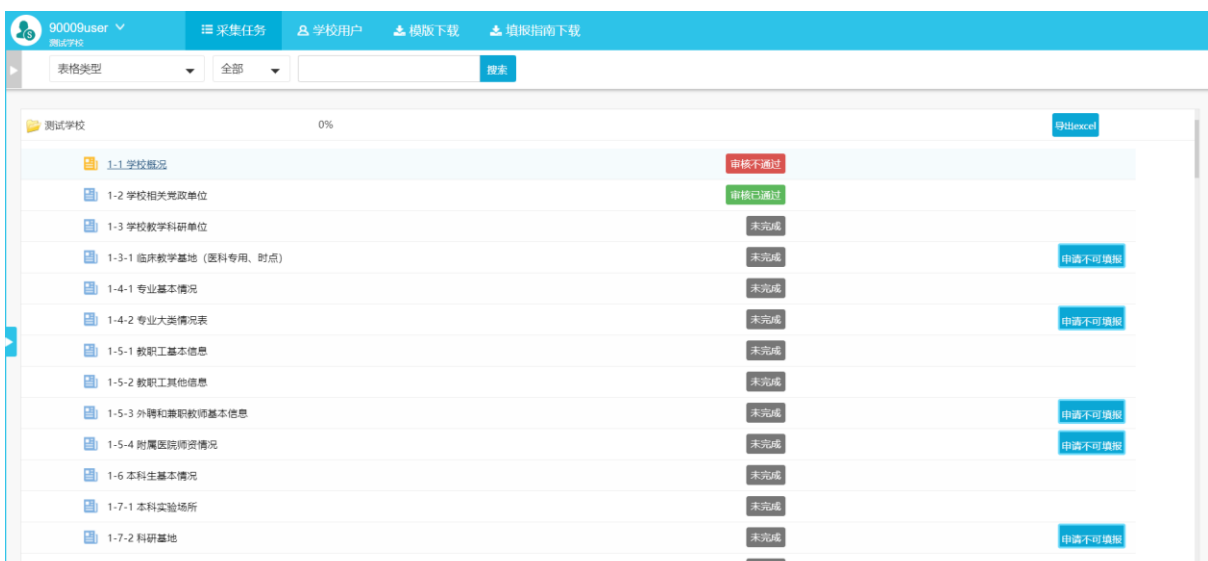 90009user 采集任务 学校用户 模版下载 填报指南下载
测试学校
表格类型 全部 搜索
测试学校 0% 导出excel
1-1 学校概况 审核不通过
1-2 学校相关党政单位 审核已通过
1-3 学校教学科研单位 未完成
1-3-1 临床教学基地（医科专用、时点） 未完成 申请不可填报
1-4-1 专业基本情况 未完成
1-4-2 专业大类情况表 未完成 申请不可填报
1-5-1 教职工基本信息 未完成
1-5-2 教职工其他信息 未完成
1-5-3 外聘和兼职教师基本信息 未完成 申请不可填报
1-5-4 附属医院师资情况 未完成 申请不可填报
1-6 本科生基本情况 未完成
1-7-1 本科实验场所 未完成
1-7-2 科研基地 未完成 申请不可填报